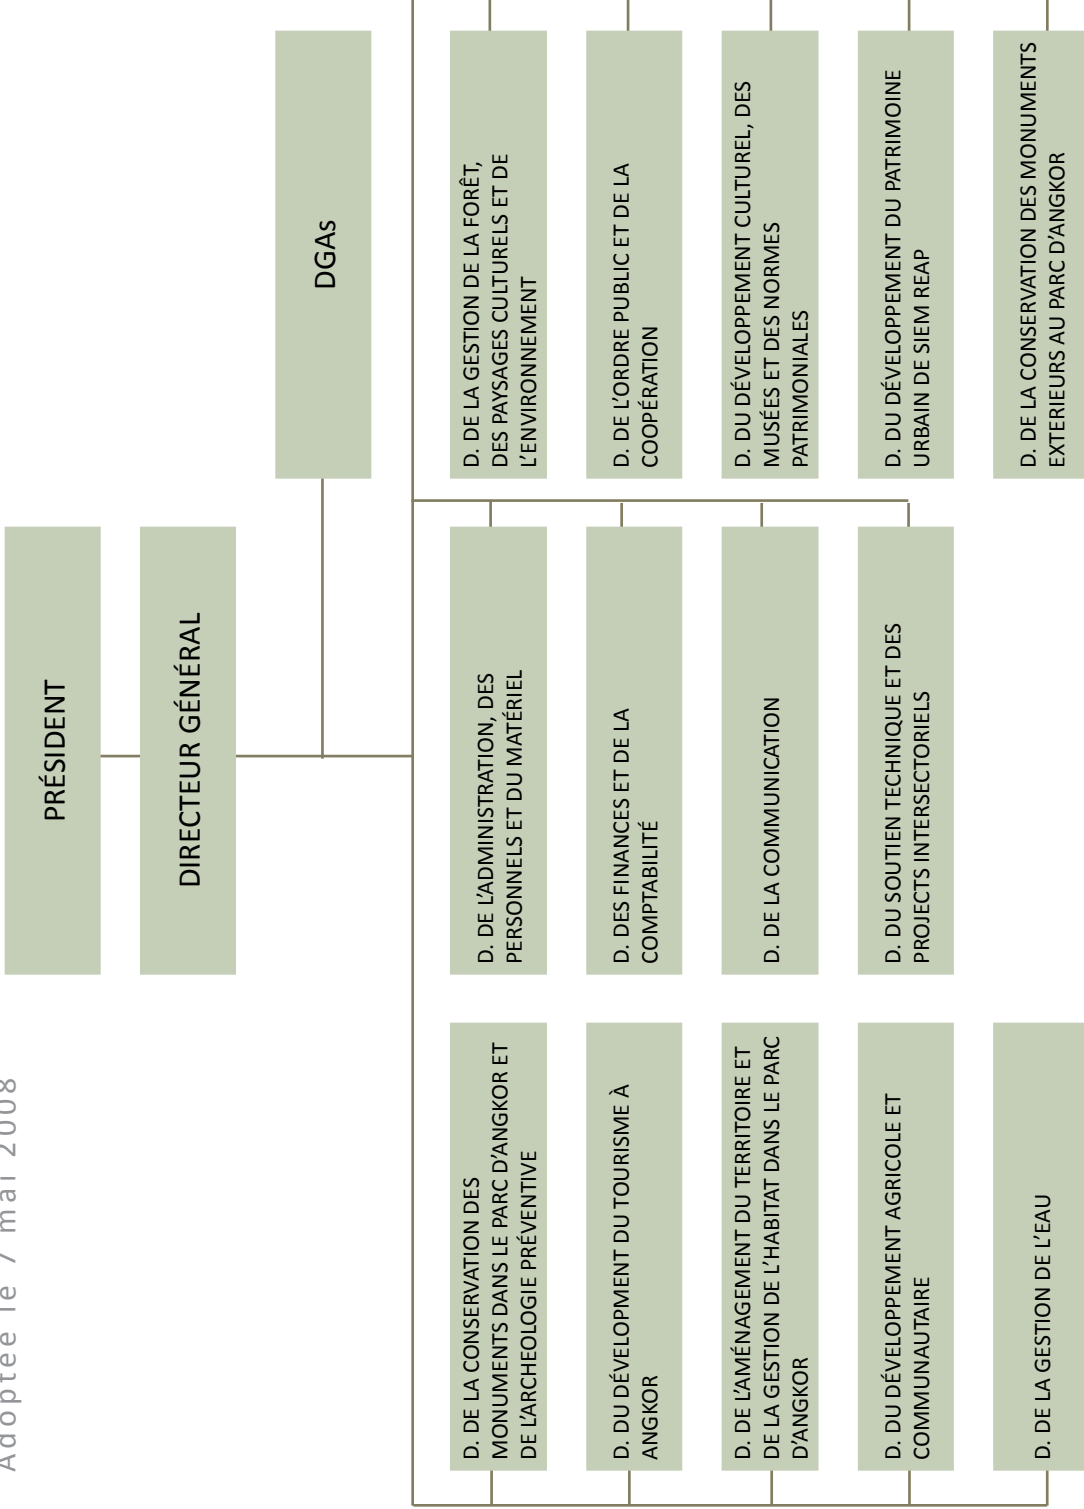 Adoptée le 7 mai 2008
PRÉSIDENT
DIRECTEUR GÉNÉRAL
DGAs
D. DE LA CONSERVATION DES
MONUMENTS DANS LE PARC D’ANGKOR ET
DE L’ARCHEOLOGIE PRÉVENTIVE
D. DU DÉVELOPMENT DU TOURISME À
ANGKOR
D. DE L’AMÉNAGEMENT DU TERRITOIRE ET
DE LA GESTION DE L’HABITAT DANS LE PARC
D’ANGKOR
D. DU DÉVELOPPEMENT AGRICOLE ET
COMMUNAUTAIRE
D. DE LA GESTION DE L’EAU
D. DE L’ADMINISTRATION, DES
PERSONNELS ET DU MATÉRIEL
D. DES FINANCES ET DE LA
COMPTABILITÉ
D. DE LA COMMUNICATION
D. DU SOUTIEN TECHNIQUE ET DES
PROJECTS INTERSECTORIELS
D. DE LA GESTION DE LA FORÊT,
DES PAYSAGES CULTURELS ET DE
L’ENVIRONNEMENT
D. DE L’ORDRE PUBLIC ET DE LA
COOPÉRATION
D. DU DÉVELOPPEMENT CULTUREL, DES
MUSÉES ET DES NORMES
PATRIMONIALES
D. DU DÉVELOPPEMENT DU PATRIMOINE
URBAIN DE SIEM REAP
D. DE LA CONSERVATION DES MONUMENTS
EXTERIEURS AU PARC D’ANGKOR